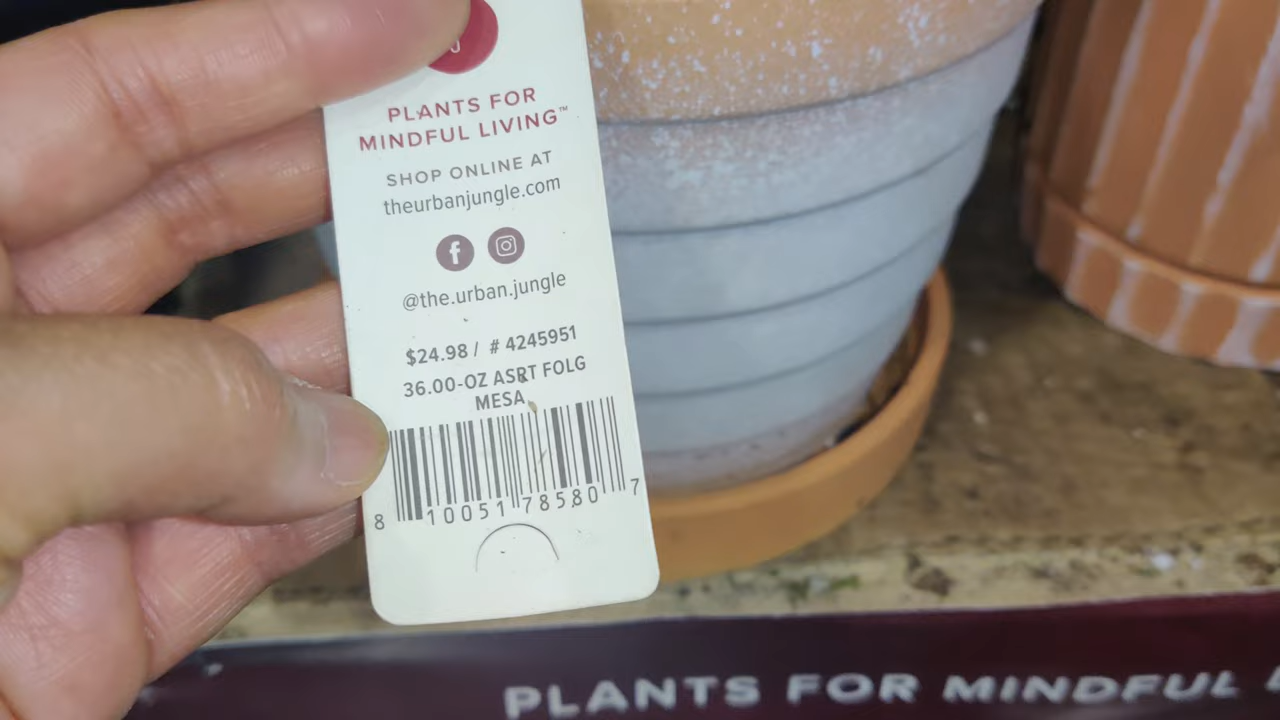 PLANTS FOR
MINDFUL LIVING™
SHOP ONLINE AT
theurbanjungle.com
@the.urban.jungle
$24.98 / # 4245951
36.00-OZ ASRT FOLG
MESA
8 10051 78580 7
PLANTS FOR MINDFUL